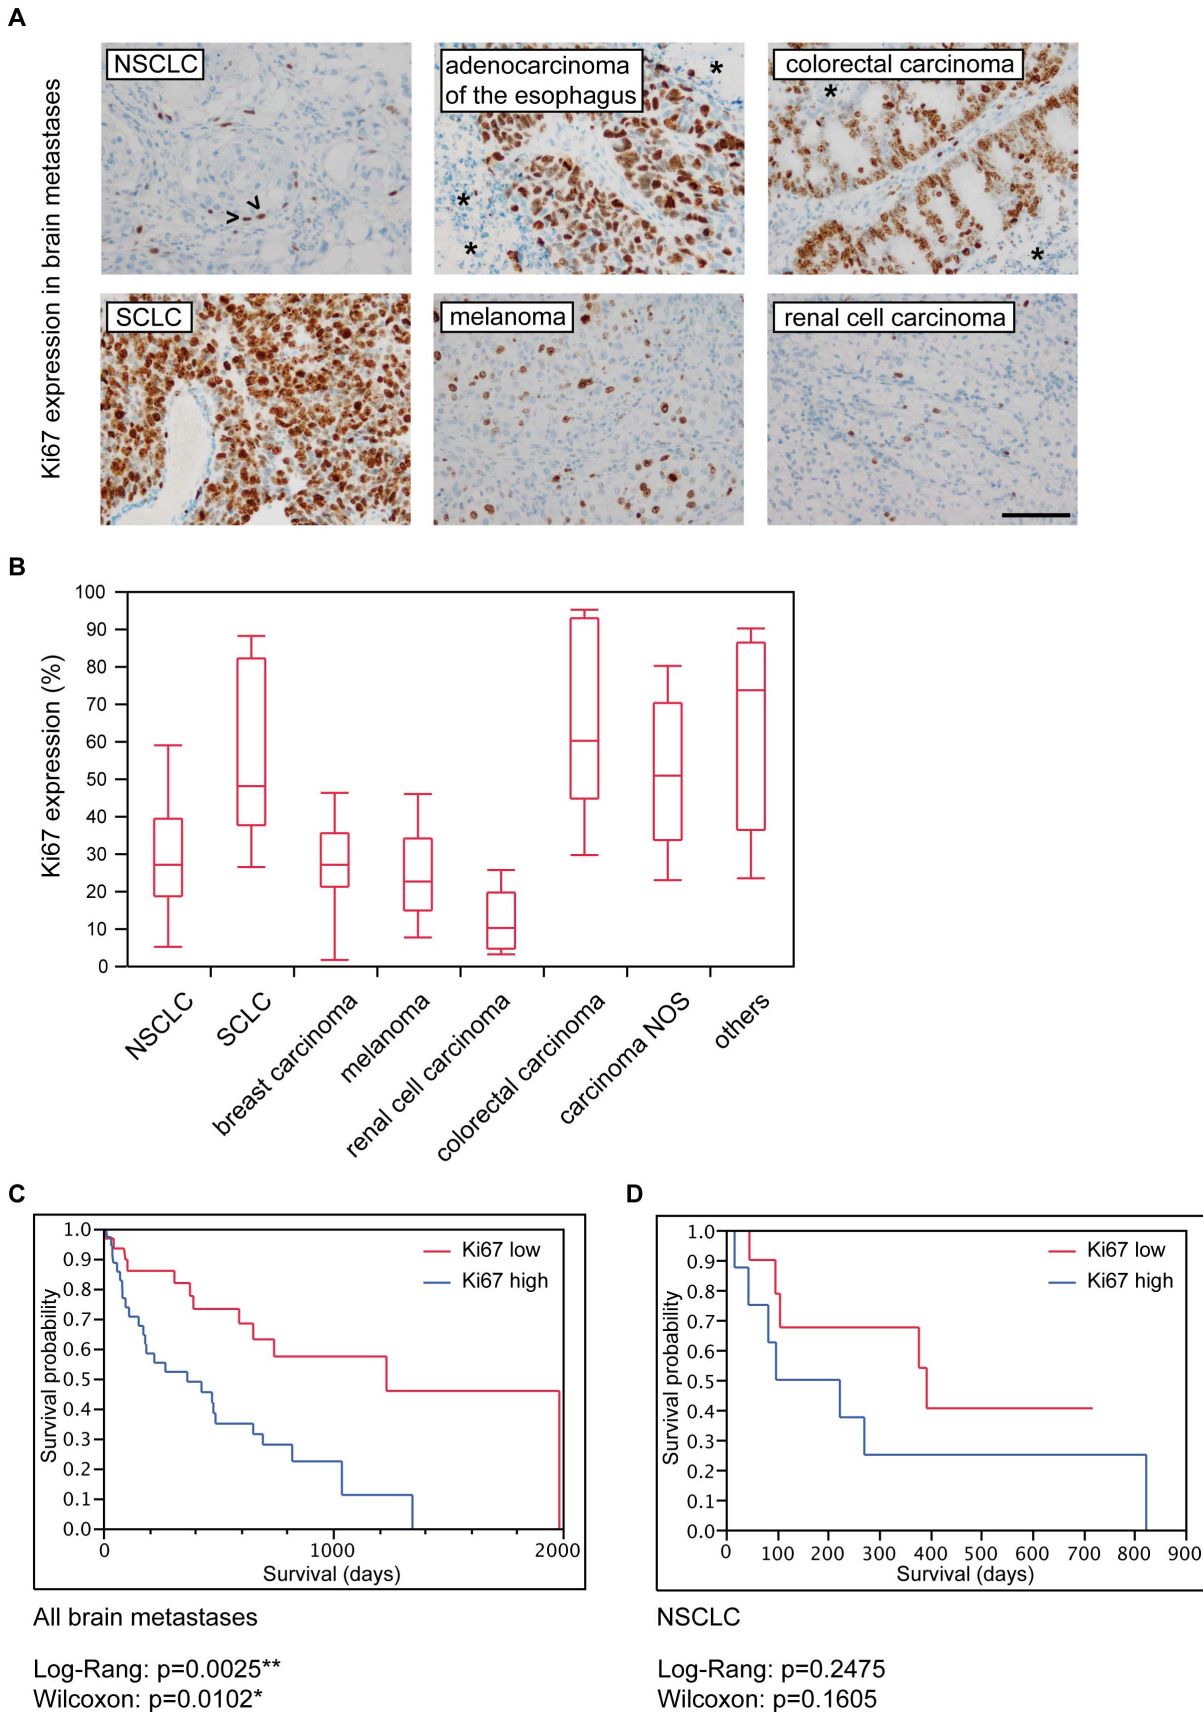 A
Ki67 expression in brain metastases
NSCLC
adenocarcinoma
of the esophagus
colorectal carcinoma
*
*
*
*
*
>
>
SCLC
melanoma
renal cell carcinoma
B
Ki67 expression (%)
100
90
80
70
60
50
40
30
20
10
0
NSCLC
SCLC
breast carcinoma
melanoma
renal cell carcinoma
colorectal carcinoma
carcinoma NOS
others
C
Survival probability
1.0
0.9
0.8
0.7
0.6
0.5
0.4
0.3
0.2
0.1
0.0
Ki67 low
Ki67 high
0 1000 2000
Survival (days)
All brain metastases
Log-Rang: p=0.0025**
Wilcoxon: p=0.0102*
D
Survival probability
1.0
0.9
0.8
0.7
0.6
0.5
0.4
0.3
0.2
0.1
0.0
Ki67 low
Ki67 high
0 100 200 300 400 500 600 700 800 900
Survival (days)
NSCLC
Log-Rang: p=0.2475
Wilcoxon: p=0.1605